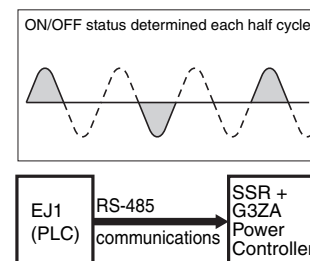 ON/OFF status determined each half cycle
EJ1
(PLC)
RS-485
communications
SSR +
G3ZA
Power
Controller